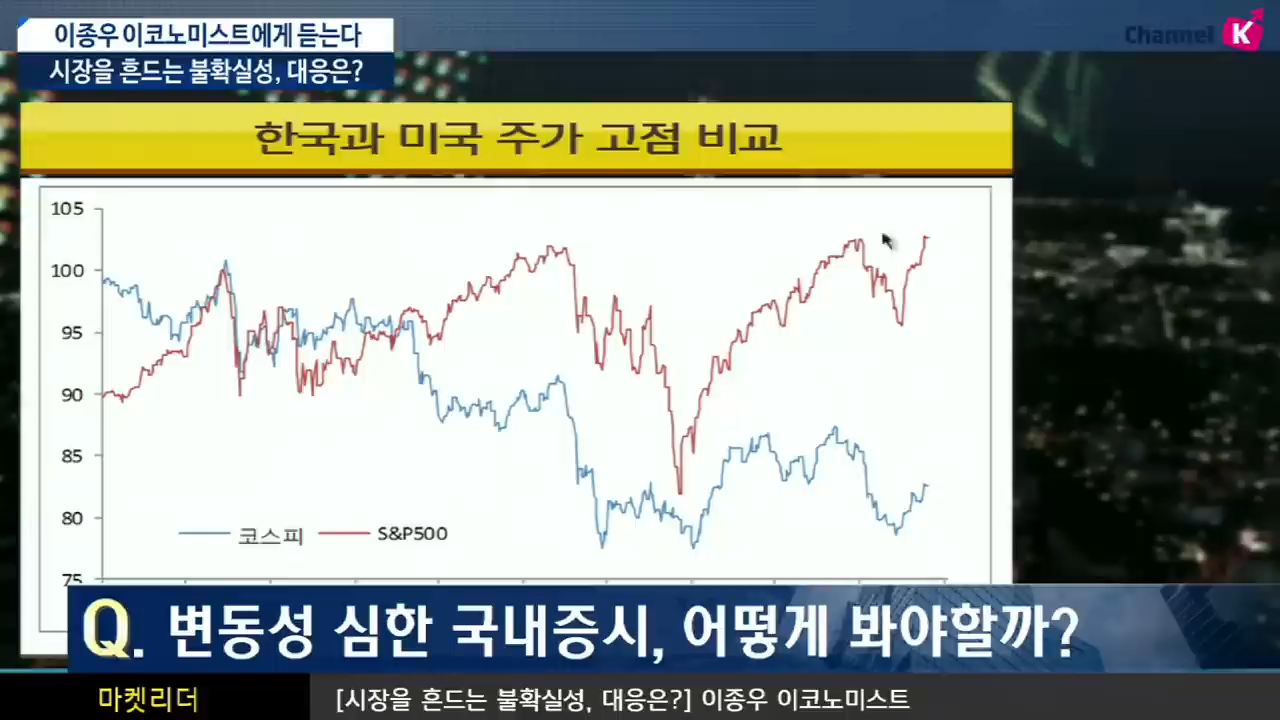 이종우 이코노미스트에게 듣는다
시장을 흔드는 불확실성, 대응은?
Channel K
한국과 미국 주가 고점 비교
105
100
95
90
85
80
75
코스피
S&P500
Q. 변동성 심한 국내증시, 어떻게 봐야할까?
마켓리더
[시장을 흔드는 불확실성, 대응은?] 이종우 이코노미스트